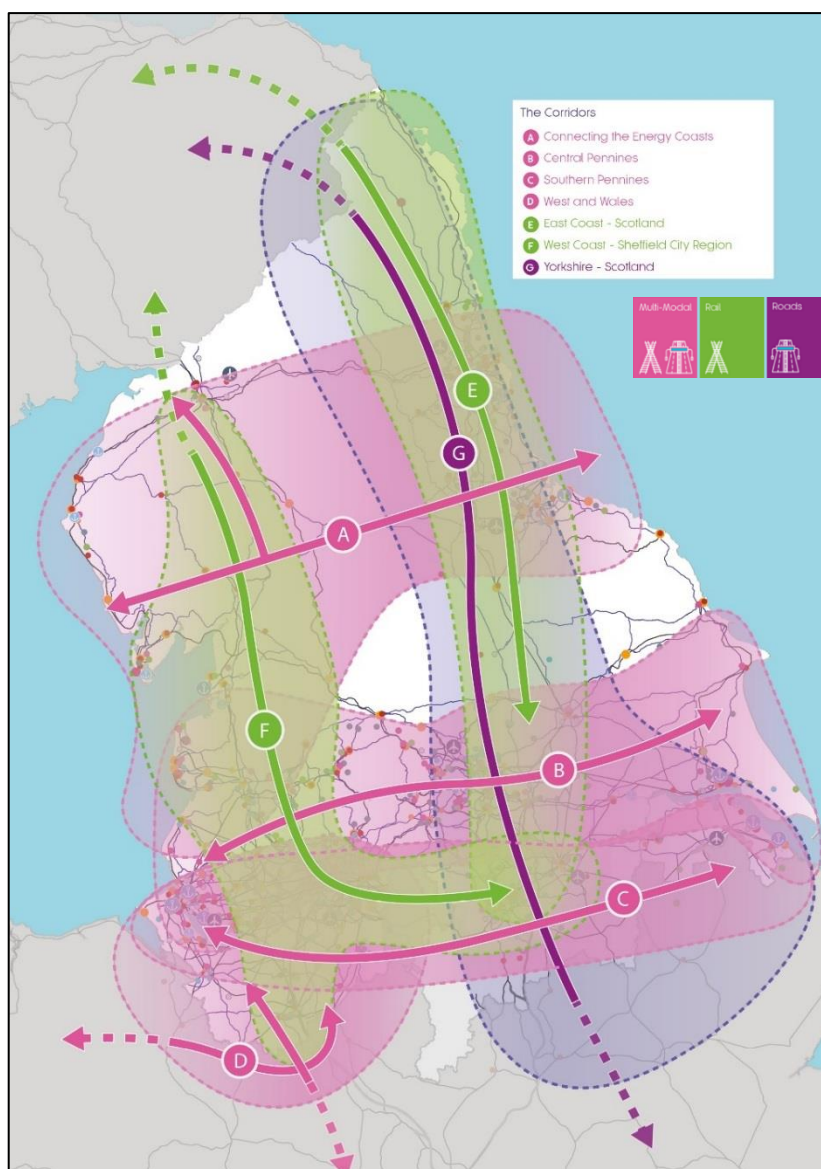 The Corridors
A Connecting the Energy Coasts
B Central Pennines
C Southern Pennines
D West and Wales
E East Coast - Scotland
F West Coast - Sheffield City Region
G Yorkshire - Scotland
Multi-Modal Rail Roads
E
G
A
F
B
C
D